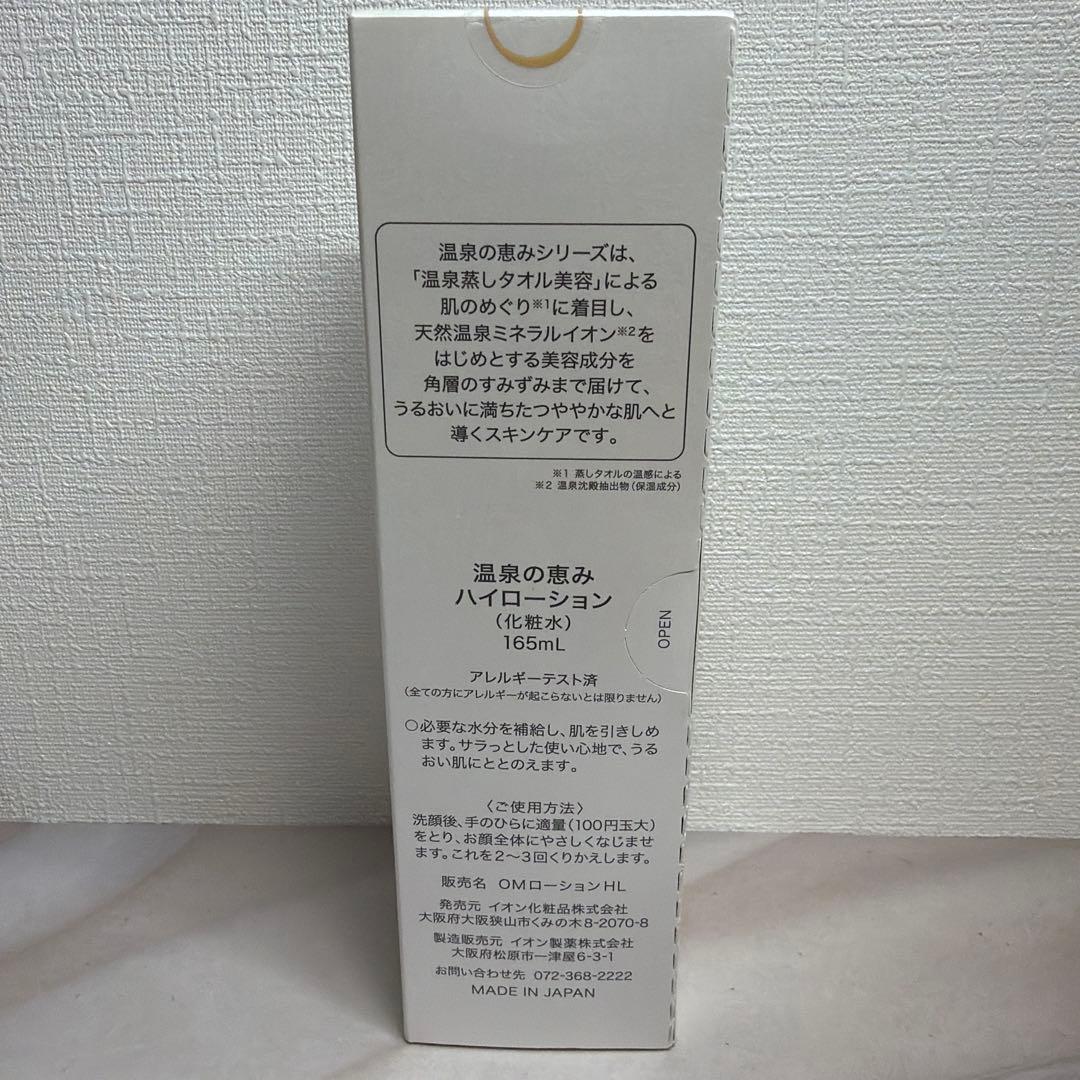 温泉の恵みシリーズは、
「温泉蒸しタオル美容」による
肌のめぐり※1に着目し、
天然温泉ミネラルイオン※2を
はじめとする美容成分を
角層のすみずみまで届けて、
うるおいに満ちたつややかな肌へと
導くスキンケアです。
※1 蒸しタオルの温感による
※2 温泉沈殿抽出物(保湿成分)
温泉の恵み
ハイローション
(化粧水)
165mL
OPEN
アレルギーテスト済
(全ての方にアレルギーが起こらないとは限りません)
○必要な水分を補給し、肌を引きしめ
ます。サラっとした使い心地で、うる
おい肌にととのえます。
〈ご使用方法〉
洗顔後、手のひらに適量(100円玉大)
をとり、お顔全体にやさしくなじませ
ます。これを2〜3回くりかえします。
販売名 OMローションHL
発売元 イオン化粧品株式会社
大阪府大阪狭山市くみの木8-2070-8
製造販売元 イオン製薬株式会社
大阪府松原市一津屋6-3-1
お問い合わせ先 072-368-2222
MADE IN JAPAN